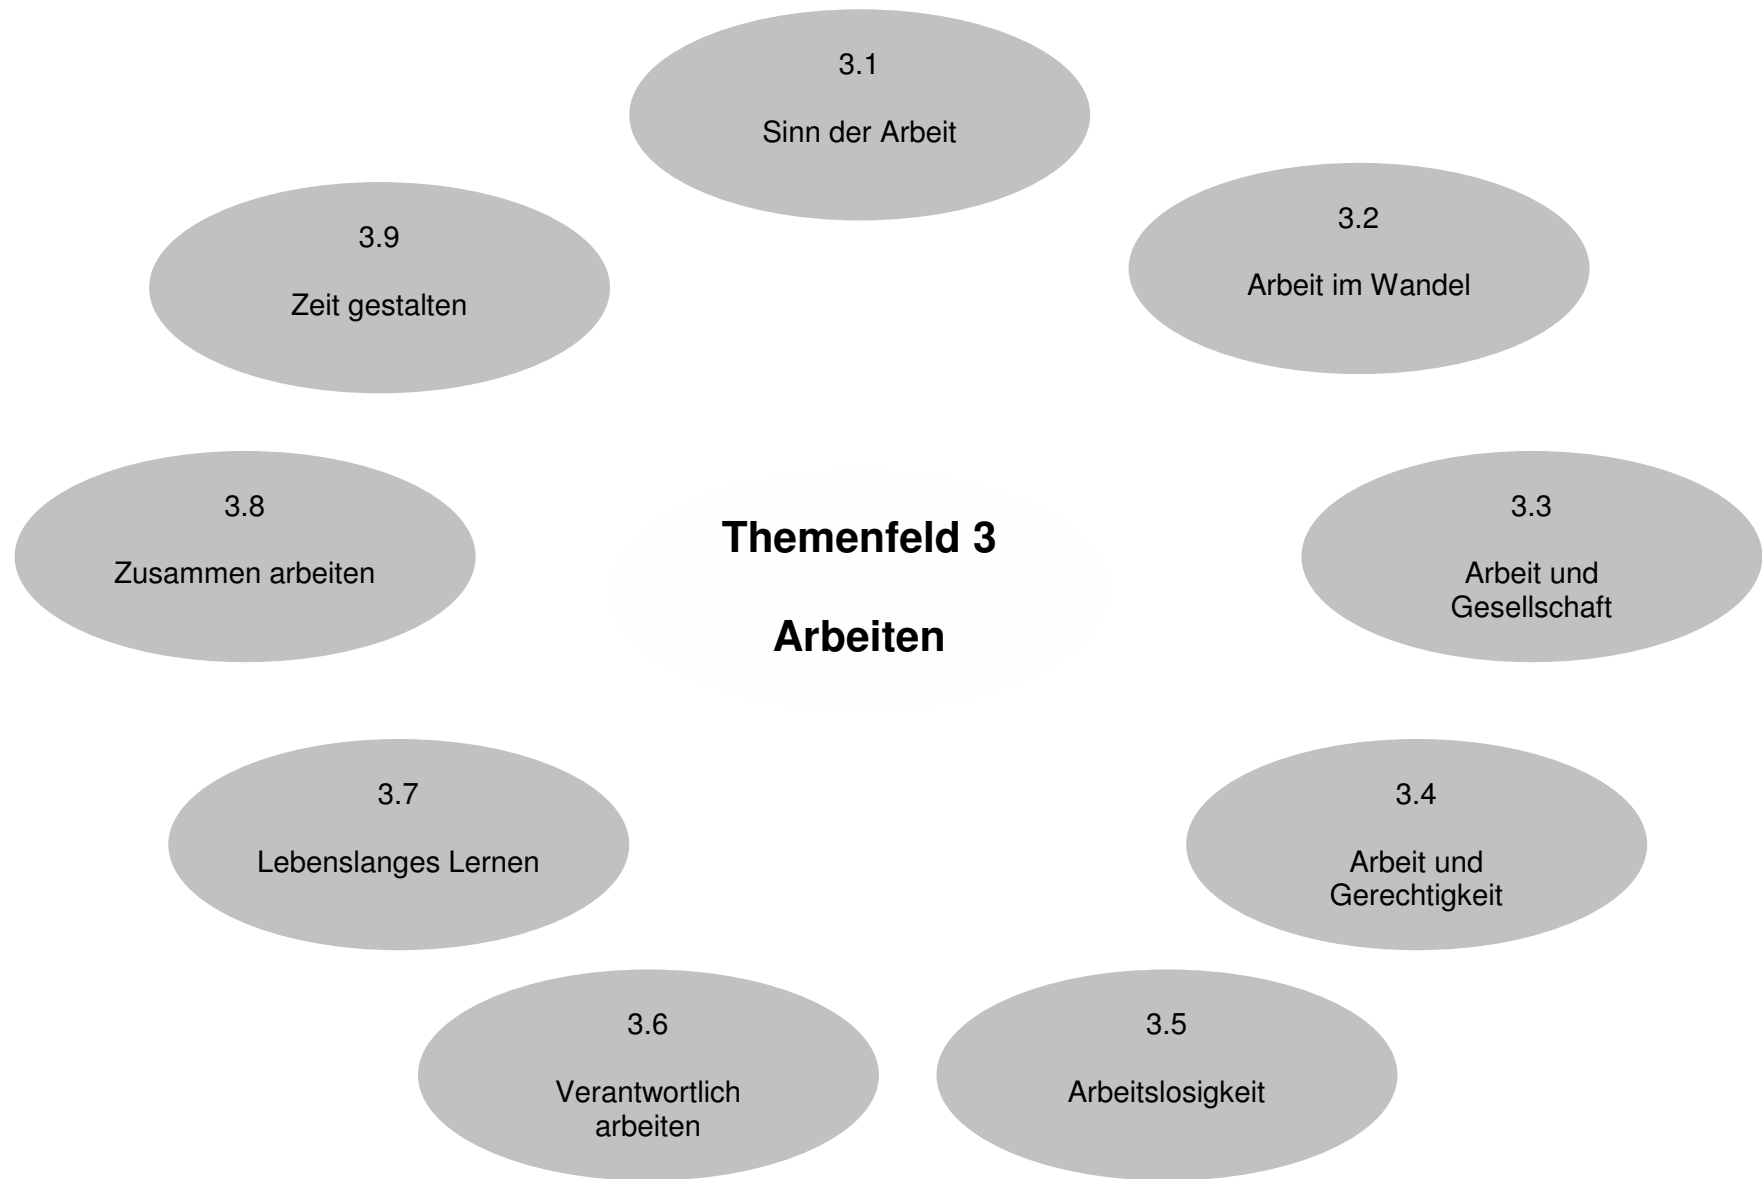 3.1
Sinn der Arbeit
3.2
Arbeit im Wandel
3.3
Arbeit und
Gesellschaft
3.4
Arbeit und
Gerechtigkeit
3.5
Arbeitslosigkeit
3.6
Verantwortlich
arbeiten
3.7
Lebenslanges Lernen
3.8
Zusammen arbeiten
3.9
Zeit gestalten
Themenfeld 3
Arbeiten